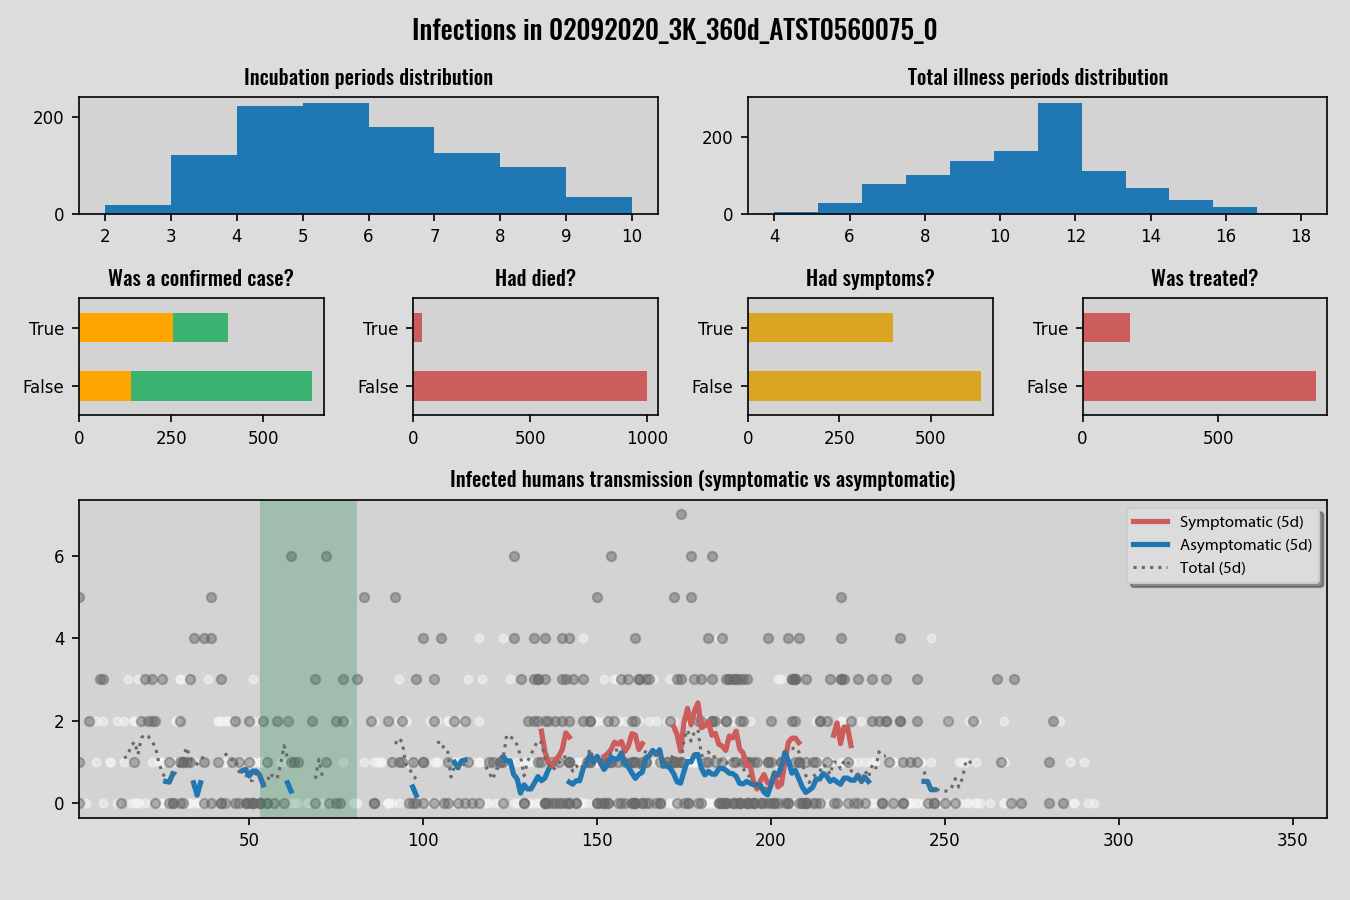 Infections in 02092020_3K_360d_ATST0560075_0
Incubation periods distribution
Total illness periods distribution
200
0
2 3 4 5 6 7 8 9 10
200
0
4 6 8 10 12 14 16 18
Was a confirmed case?
Had died?
Had symptoms?
Was treated?
True
False
0 250 500
True
False
0 500 1000
True
False
0 250 500
True
False
0 500
Infected humans transmission (symptomatic vs asymptomatic)
6
4
2
0
50 100 150 200 250 300 350
Symptomatic (5d)
Asymptomatic (5d)
Total (5d)